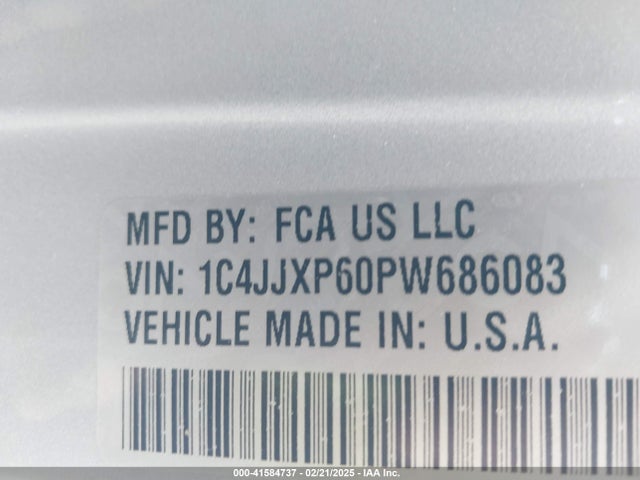 MFD BY: FCA US LLC
VIN: 1C4JJXP60PW686083
VEHICLE MADE IN: U.S.A.
000-41584737 - 02/21/2025 - IAA Inc.